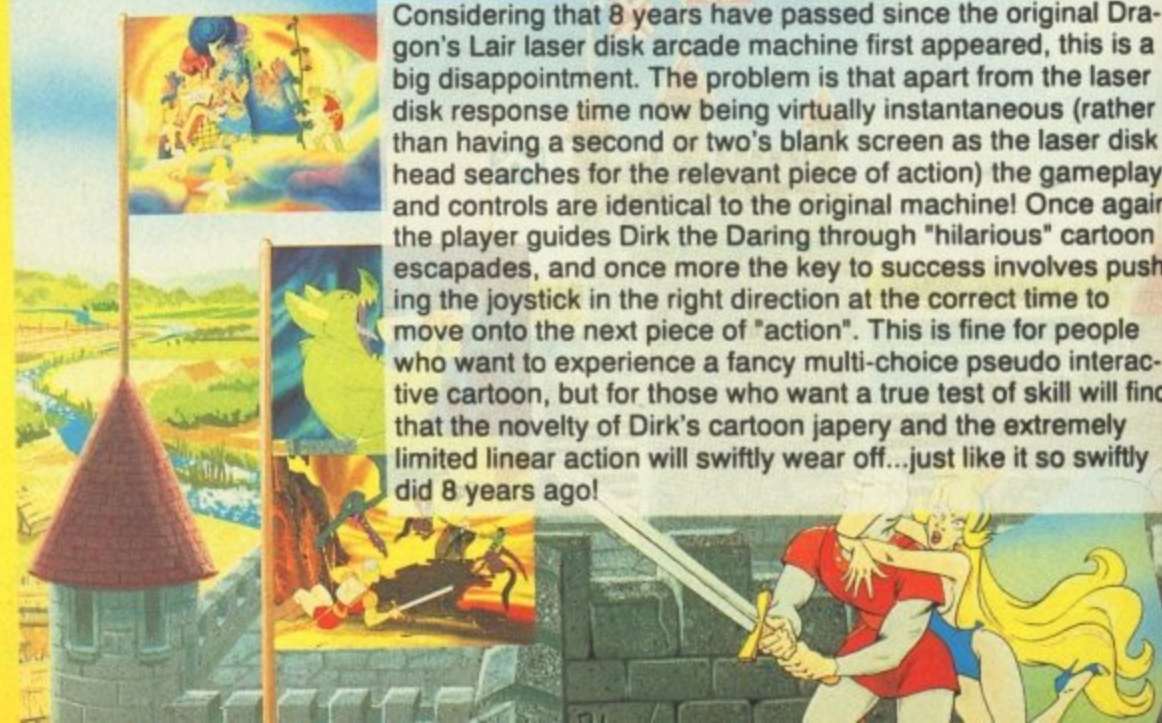 Considering that 8 years have passed since the original Dra-
gon's Lair laser disk arcade machine first appeared, this is a
big disappointment. The problem is that apart from the laser
disk response time now being virtually instantaneous (rather
than having a second or two's blank screen as the laser disk
head searches for the relevant piece of action) the gameplay
and controls are identical to the original machine! Once again
the player guides Dirk the Daring through "hilarious" cartoon
escapades, and once more the key to success involves push
ing the joystick in the right direction at the correct time to
move onto the next piece of "action". This is fine for people
who want to experience a fancy multi-choice pseudo interac-
tive cartoon, but for those who want a true test of skill will find
that the novelty of Dirk's cartoon japery and the extremely
limited linear action will swiftly wear off...just like it so swiftly
did 8 years ago!